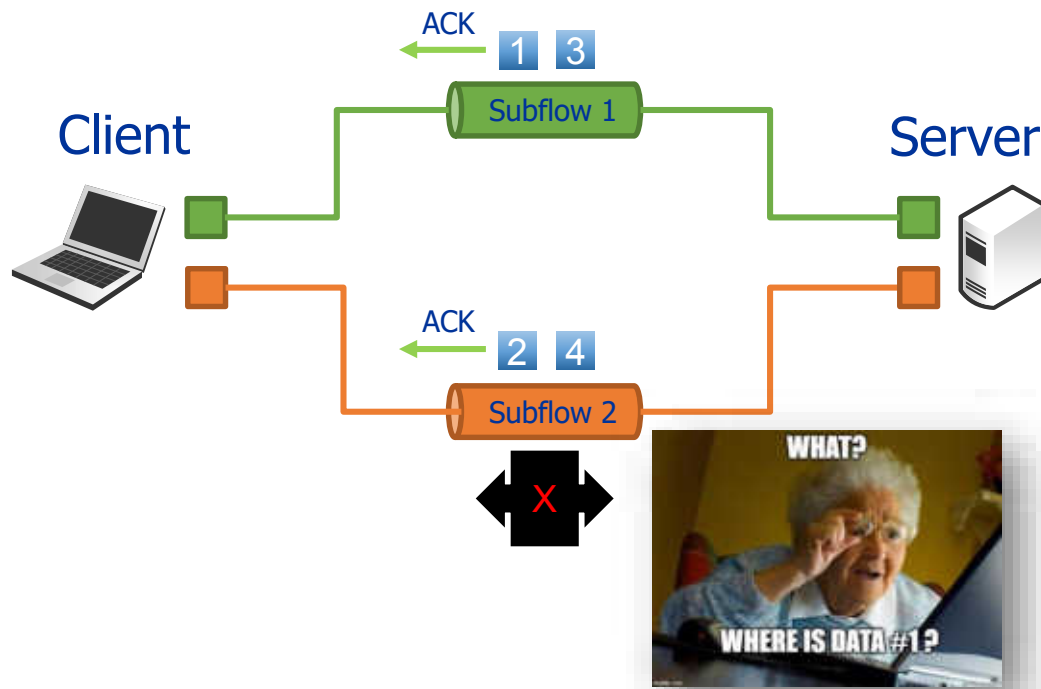 ACK
1 3
Subflow 1
Client
Server
ACK
2 4
Subflow 2
X
WHAT?
WHERE IS DATA #1?